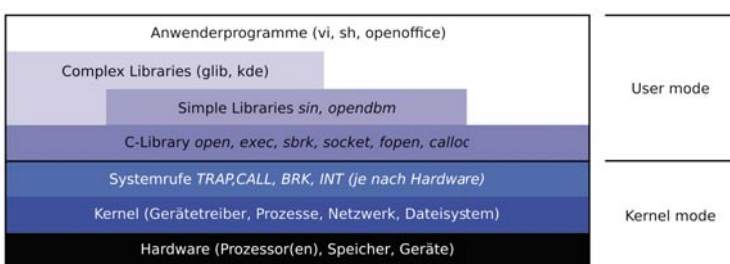 Anwenderprogramme (vi, sh, openoffice)
Complex Libraries (glib, kde)
Simple Libraries sin, opendbm
C-Library open, exec, sbrk, socket, fopen, calloc
User mode
Systemrufe TRAP,CALL, BRK, INT (je nach Hardware)
Kernel (Gerätetreiber, Prozesse, Netzwerk, Dateisystem)
Hardware (Prozessor(en), Speicher, Geräte)
Kernel mode